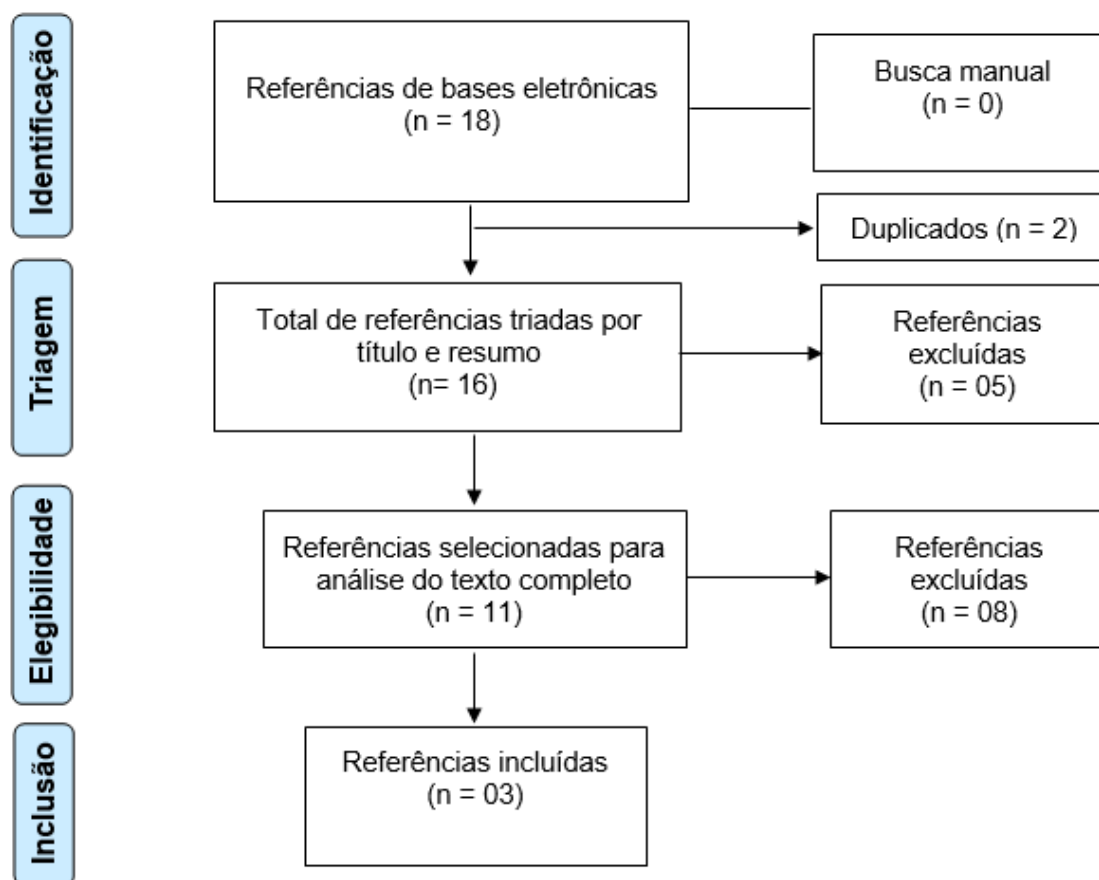 Identificação
Referências de bases eletrônicas
(n = 18)
Busca manual
(n = 0)
Duplicados (n = 2)
Triagem
Total de referências triadas por
título e resumo
(n= 16)
Referências
excluídas
(n = 05)
Elegibilidade
Referências selecionadas para
análise do texto completo
(n = 11)
Referências
excluídas
(n = 08)
Inclusão
Referências incluídas
(n = 03)